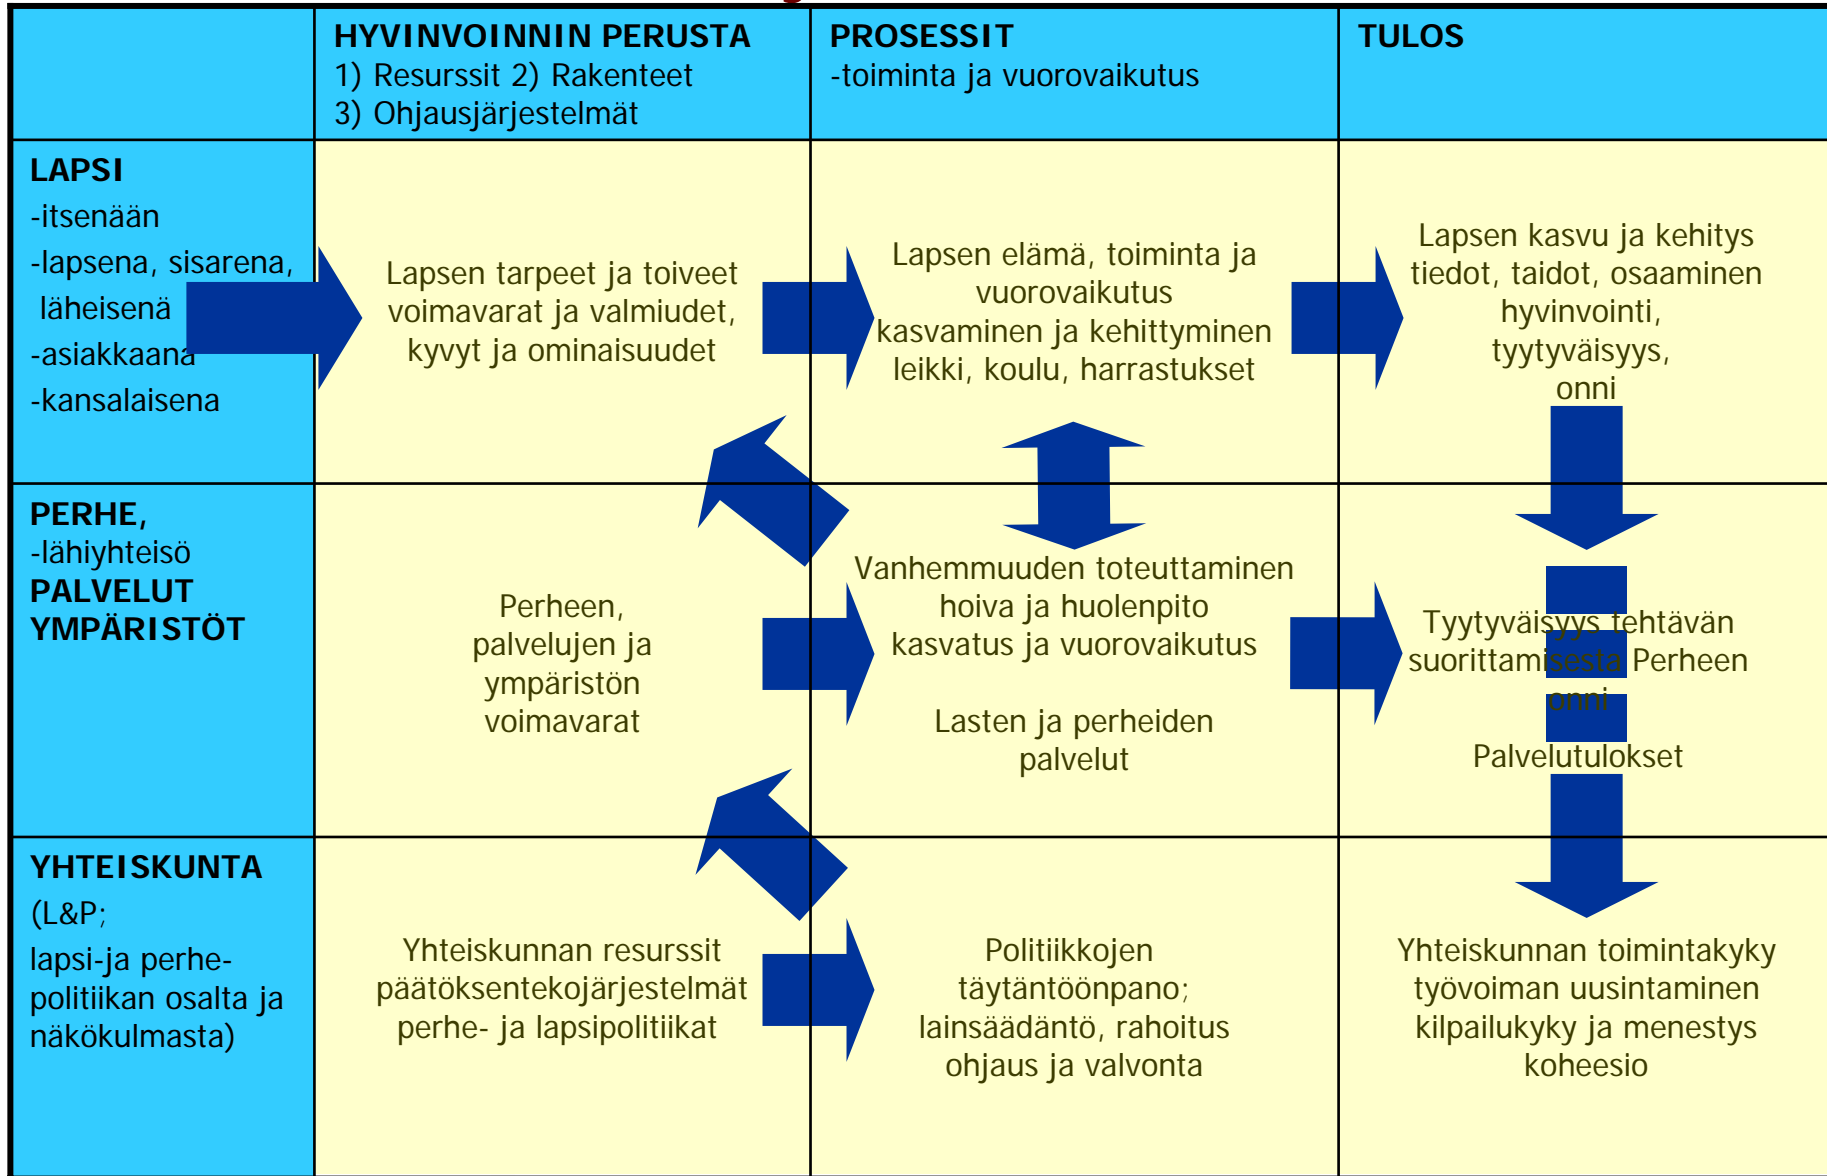 HYVINVOINNIN PERUSTA
1) Resurssit 2) Rakenteet
3) Ohjausjärjestelmät
PROSESSIT
-toiminta ja vuorovaikutus
TULOS
LAPSI
-itsenään
-lapsena, sisarena,
läheisenä
-asiakkaana
-kansalaisena
Lapsen tarpeet ja toiveet
voimavarat ja valmiudet,
kyvyt ja ominaisuudet
Lapsen elämä, toiminta ja
vuorovaikutus
kasvaminen ja kehittyminen
leikki, koulu, harrastukset
Lapsen kasvu ja kehitys
tiedot, taidot, osaaminen
hyvinvointi,
tyytyväisyys,
onni
PERHE,
-lähiyhteisö
PALVELUT
YMPÄRISTÖT
Perheen,
palvelujen ja
ympäristön
voimavarat
Vanhemmuuden toteuttaminen
hoiva ja huolenpito
kasvatus ja vuorovaikutus
Lasten ja perheiden
palvelut
Tyytyväisyys tehtävän
suorittamisesta Perheen
onni
Palvelutulokset
YHTEISKUNTA
(L&P;
lapsi-ja perhe-
politiikan osalta ja
näkökulmasta)
Yhteiskunnan resurssit
päätöksentekojärjestelmät
perhe- ja lapsipolitiikat
Politiikkojen
täytäntöönpano;
lainsäädäntö, rahoitus
ohjaus ja valvonta
Yhteiskunnan toimintakyky
työvoiman uusintaminen
kilpailukyky ja menestys
koheesio